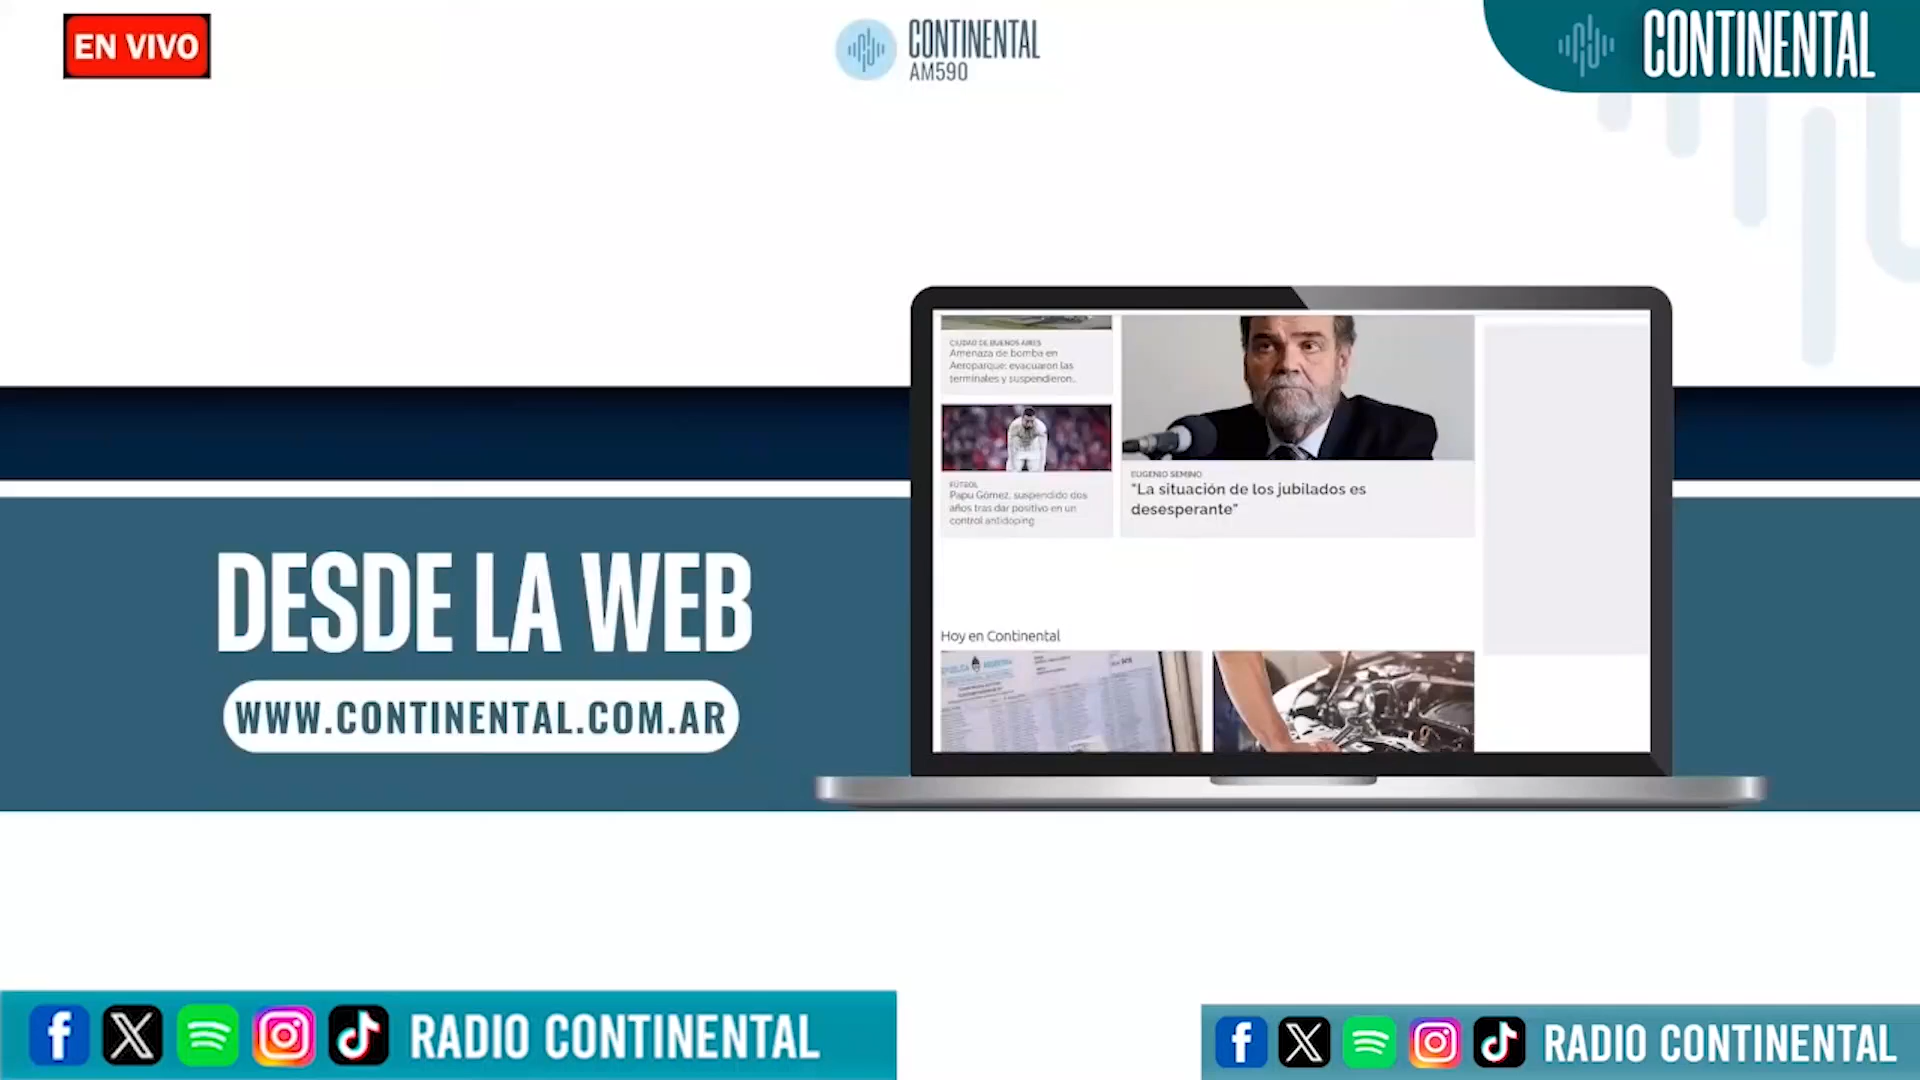 EN VIVO
CONTINENTAL
AM590
CONTINENTAL
CIUDAD DE BUENOS AIRES
Amenaza de bomba en
Aeroparque: evacuaron las
terminales y suspendieron..
FÚTBOL
Papu Gómez, suspendido dos
años tras dar positivo en un
control antidoping
EUGENIO SEMINO
"La situación de los jubilados es
desesperante"
Hoy en Continental
DESDE LA WEB
WWW.CONTINENTAL.COM.AR
RADIO CONTINENTAL
RADIO CONTINENTAL